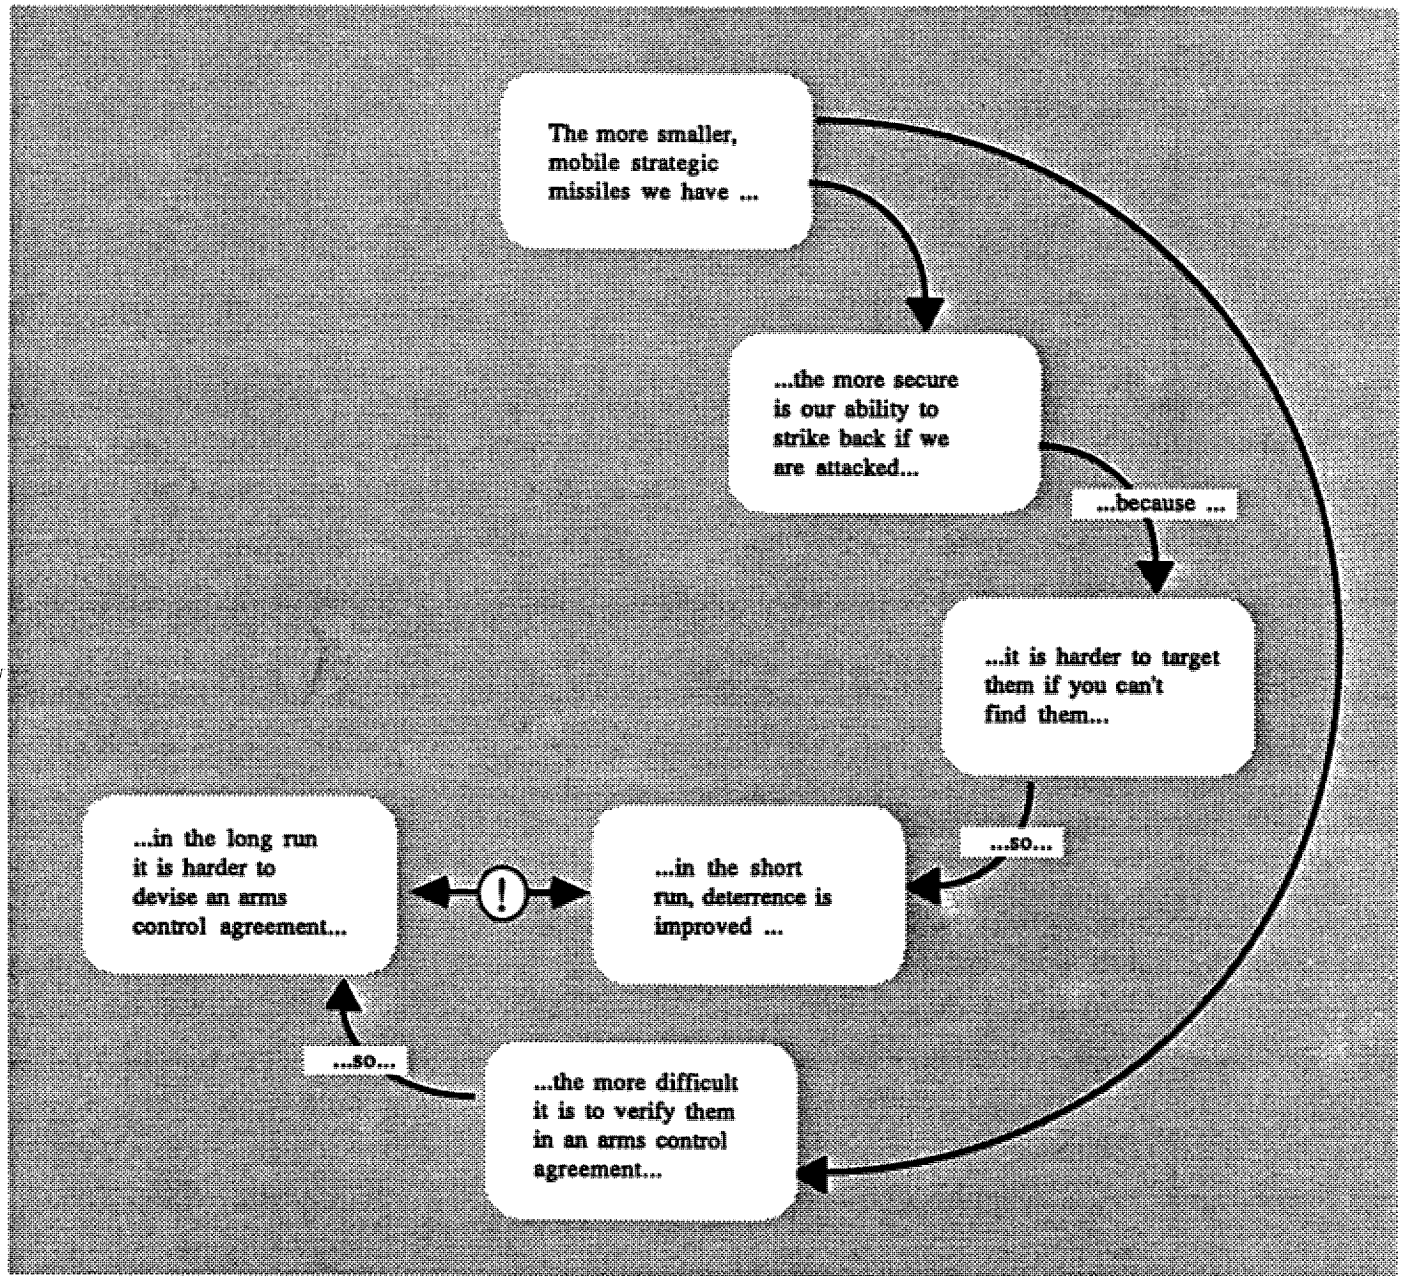 The more smaller,
mobile strategic
missiles we have ...
...the more secure
is our ability to
strike back if we
are attacked...
...because ...
...it is harder to target
them if you can't
find them...
...so...
...in the short
run, deterrence is
improved ...
!
...in the long run
it is harder to
devise an arms
control agreement...
...so...
...the more difficult
it is to verify them
in an arms control
agreement...